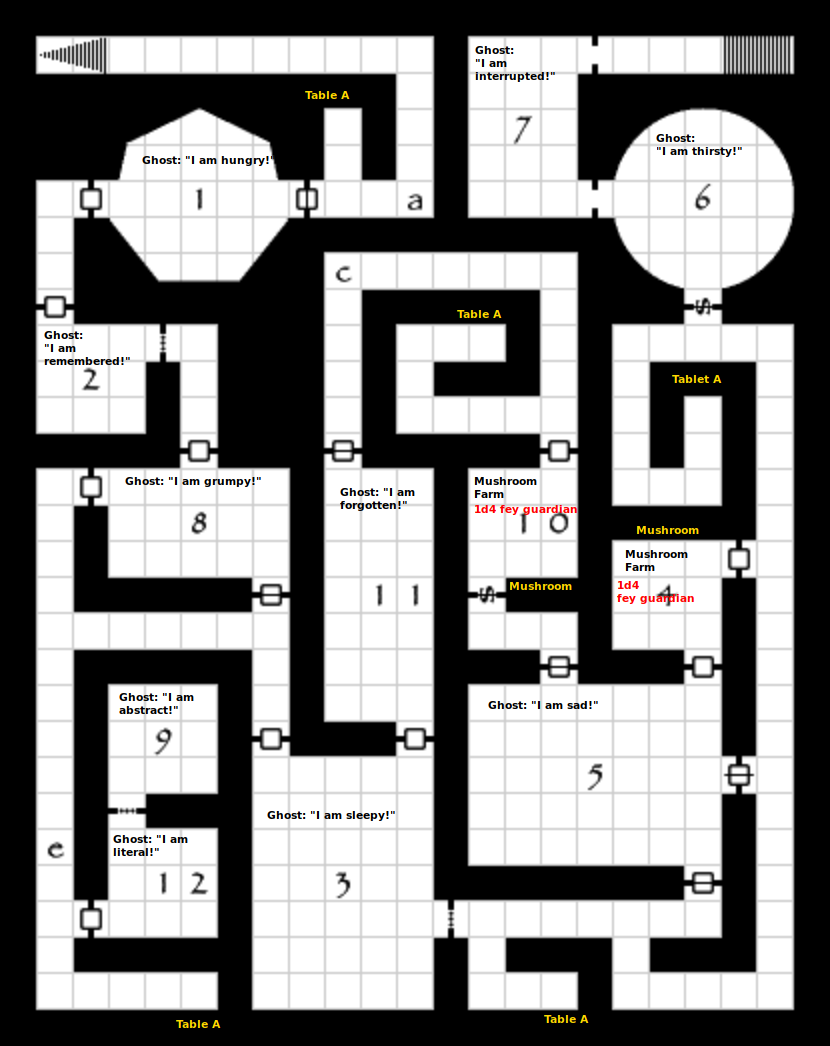 Ghost:
"I am
interrupted!"
Table A
7
Ghost:
"I am thirsty!"
Ghost: "I am hungry!"
1
a
6
c
Table A
Ghost:
"I am
remembered!"
2
Tablet A
Ghost: "I am grumpy!"
8
Ghost: "I am
forgotten!"
11
Mushroom
Farm
1d4 fey guardian
10
Mushroom
Mushroom
Mushroom
Farm
1d4
fey guardian
4
Ghost: "I am
abstract!"
9
Ghost: "I am sad!"
5
Ghost: "I am sleepy!"
3
Ghost: "I am
literal!"
12
e
Table A
Table A